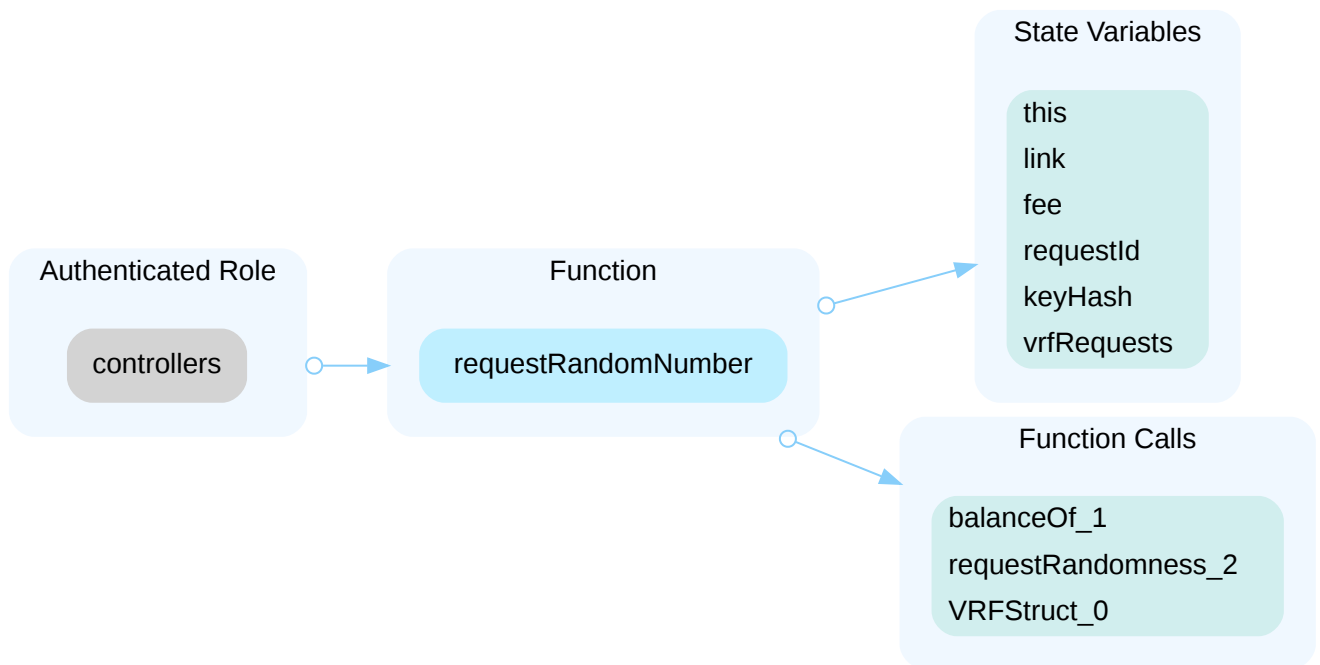 Authenticated Role
controllers
Function
requestRandomNumber
State Variables
this
link
fee
requestId
keyHash
vrfRequests
Function Calls
balanceOf_1
requestRandomness_2
VRFStruct_0